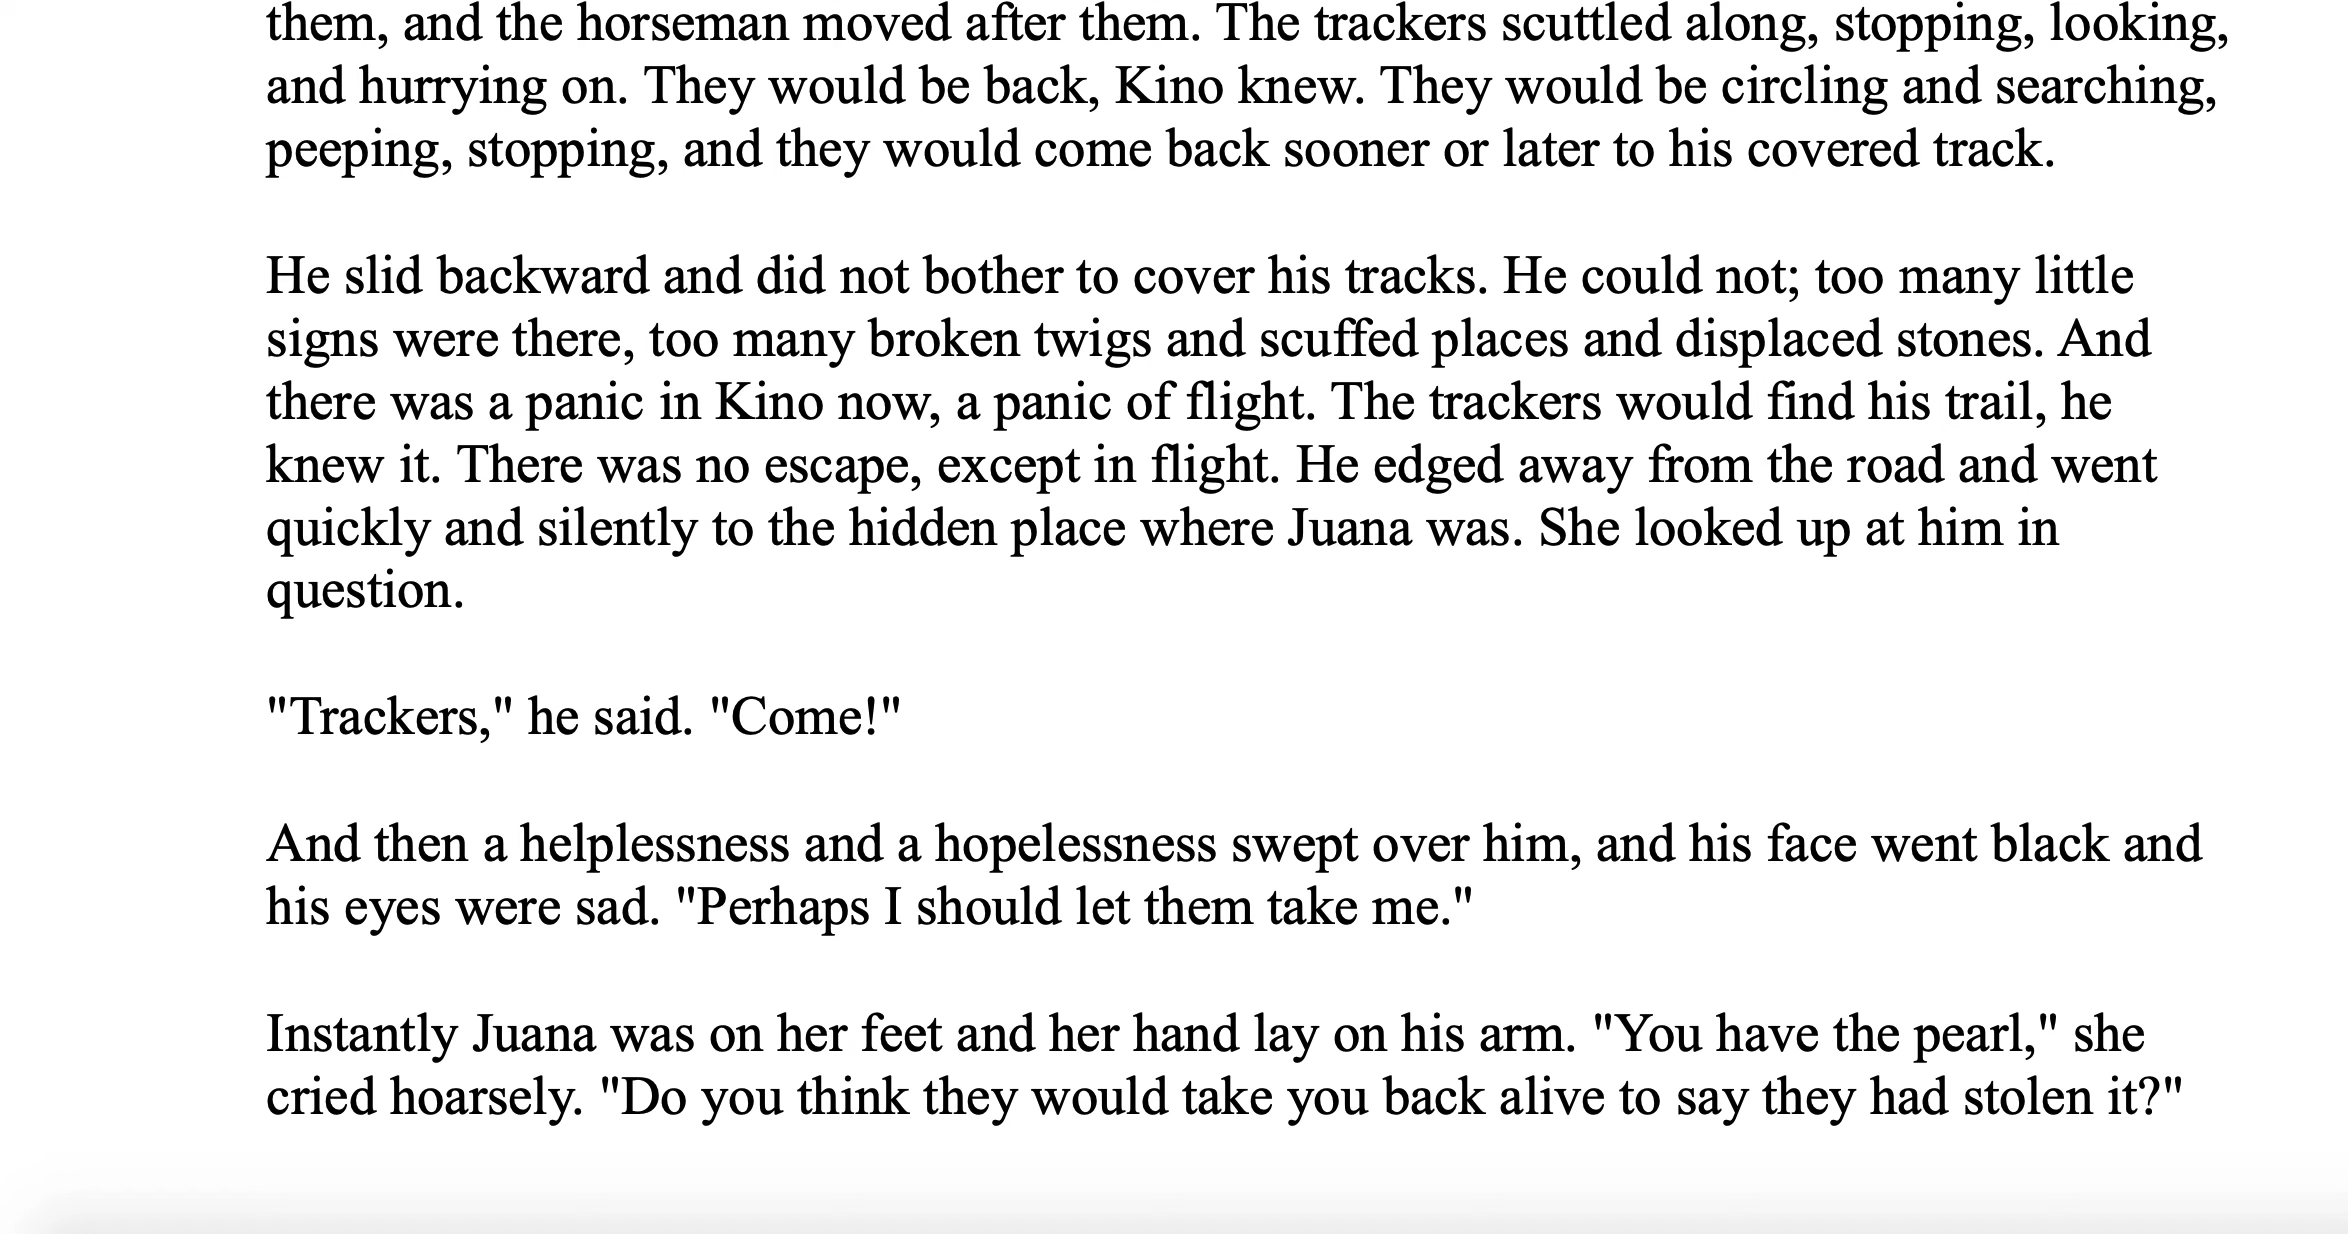 them, and the horseman moved after them. The trackers scuttled along, stopping, looking,
and hurrying on. They would be back, Kino knew. They would be circling and searching,
peeping, stopping, and they would come back sooner or later to his covered track.
He slid backward and did not bother to cover his tracks. He could not; too many little
signs were there, too many broken twigs and scuffed places and displaced stones. And
there was a panic in Kino now, a panic of flight. The trackers would find his trail, he
knew it. There was no escape, except in flight. He edged away from the road and went
quickly and silently to the hidden place where Juana was. She looked up at him in
question.
"Trackers," he said. "Come!"
And then a helplessness and a hopelessness swept over him, and his face went black and
his eyes were sad. "Perhaps I should let them take me."
Instantly Juana was on her feet and her hand lay on his arm. "You have the pearl," she
cried hoarsely. "Do you think they would take you back alive to say they had stolen it?"